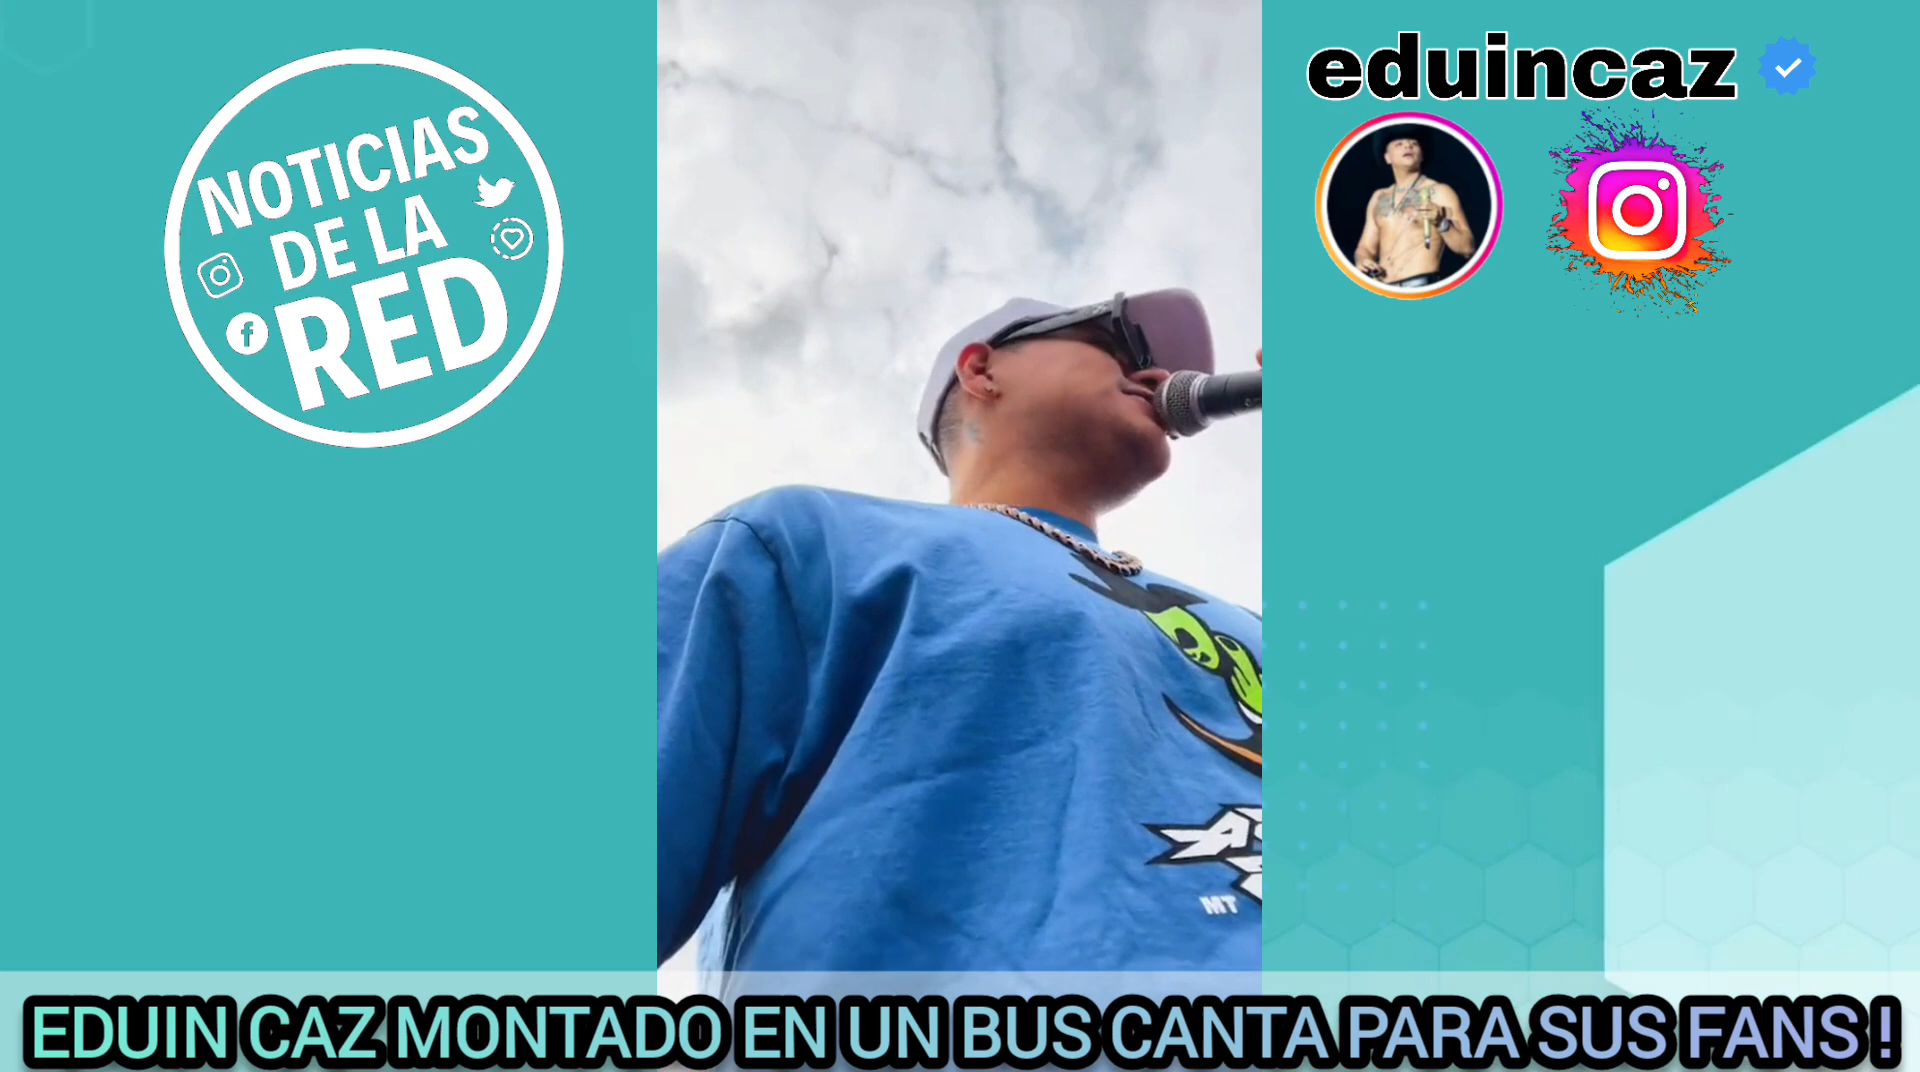 NOTICIAS
DE LA
RED
eduincaz
MT
EDUIN CAZ MONTADO EN UN BUS CANTA PARA SUS FANS !